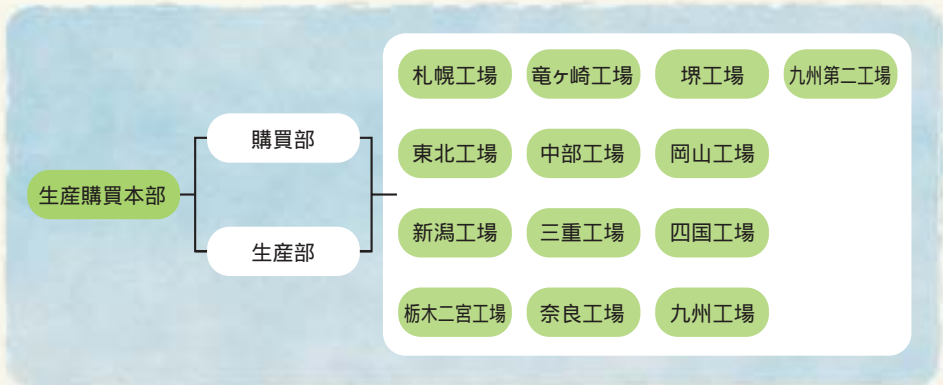 生産購買本部
購買部
生産部
札幌工場
竜ヶ崎工場
堺工場
九州第二工場
東北工場
中部工場
岡山工場
新潟工場
三重工場
四国工場
栃木二宮工場
奈良工場
九州工場